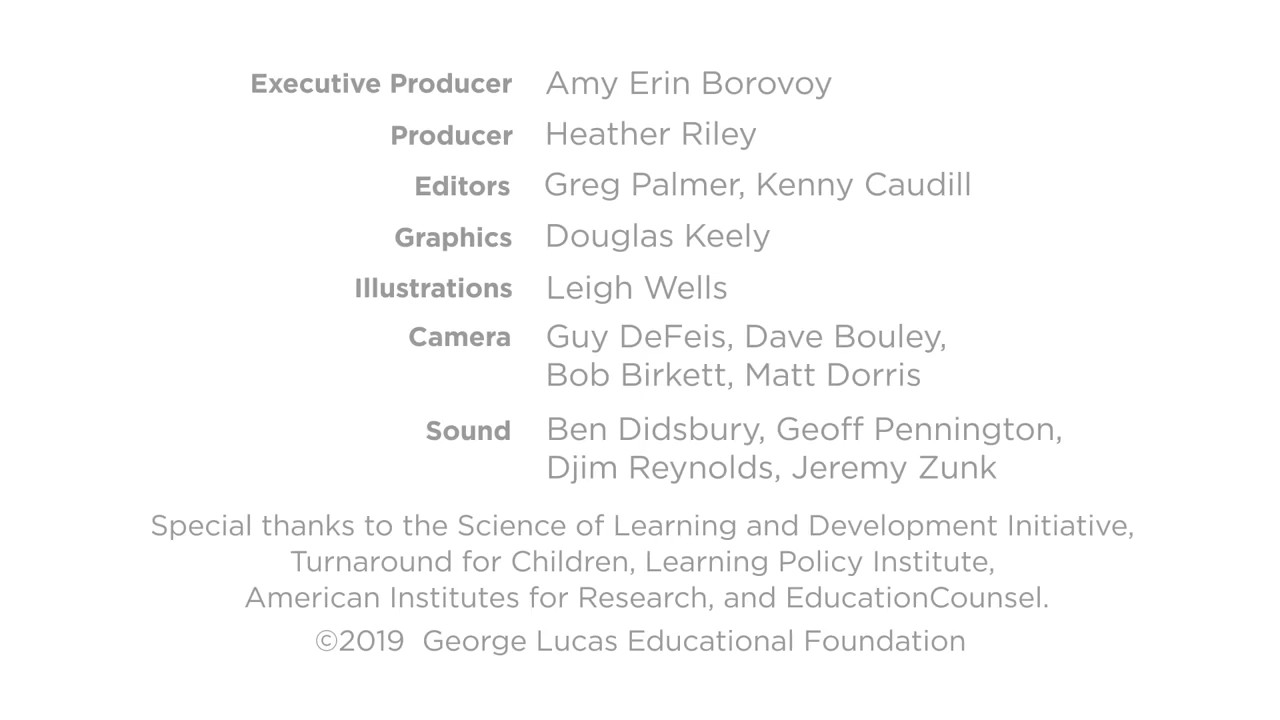 Executive Producer Amy Erin Borovoy
Producer Heather Riley
Editors Greg Palmer, Kenny Caudill
Graphics Douglas Keely
Illustrations Leigh Wells
Camera Guy DeFeis, Dave Bouley,
Bob Birkett, Matt Dorris
Sound Ben Didsbury, Geoff Pennington,
Djim Reynolds, Jeremy Zunk
Special thanks to the Science of Learning and Development Initiative,
Turnaround for Children, Learning Policy Institute,
American Institutes for Research, and EducationCounsel.
©2019 George Lucas Educational Foundation